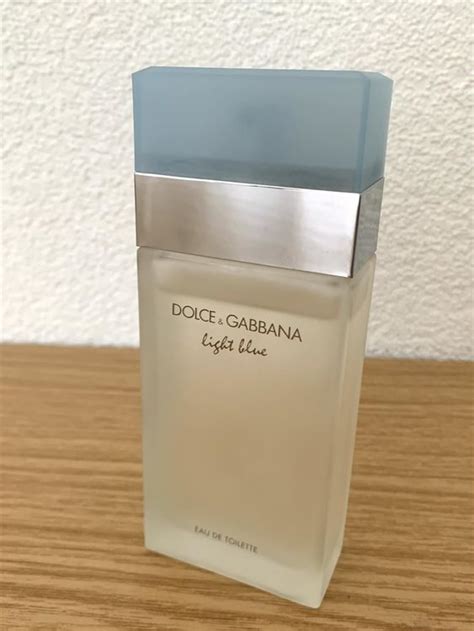 DOLCE & GABBANA
light blue
EAU DE TOILETTE